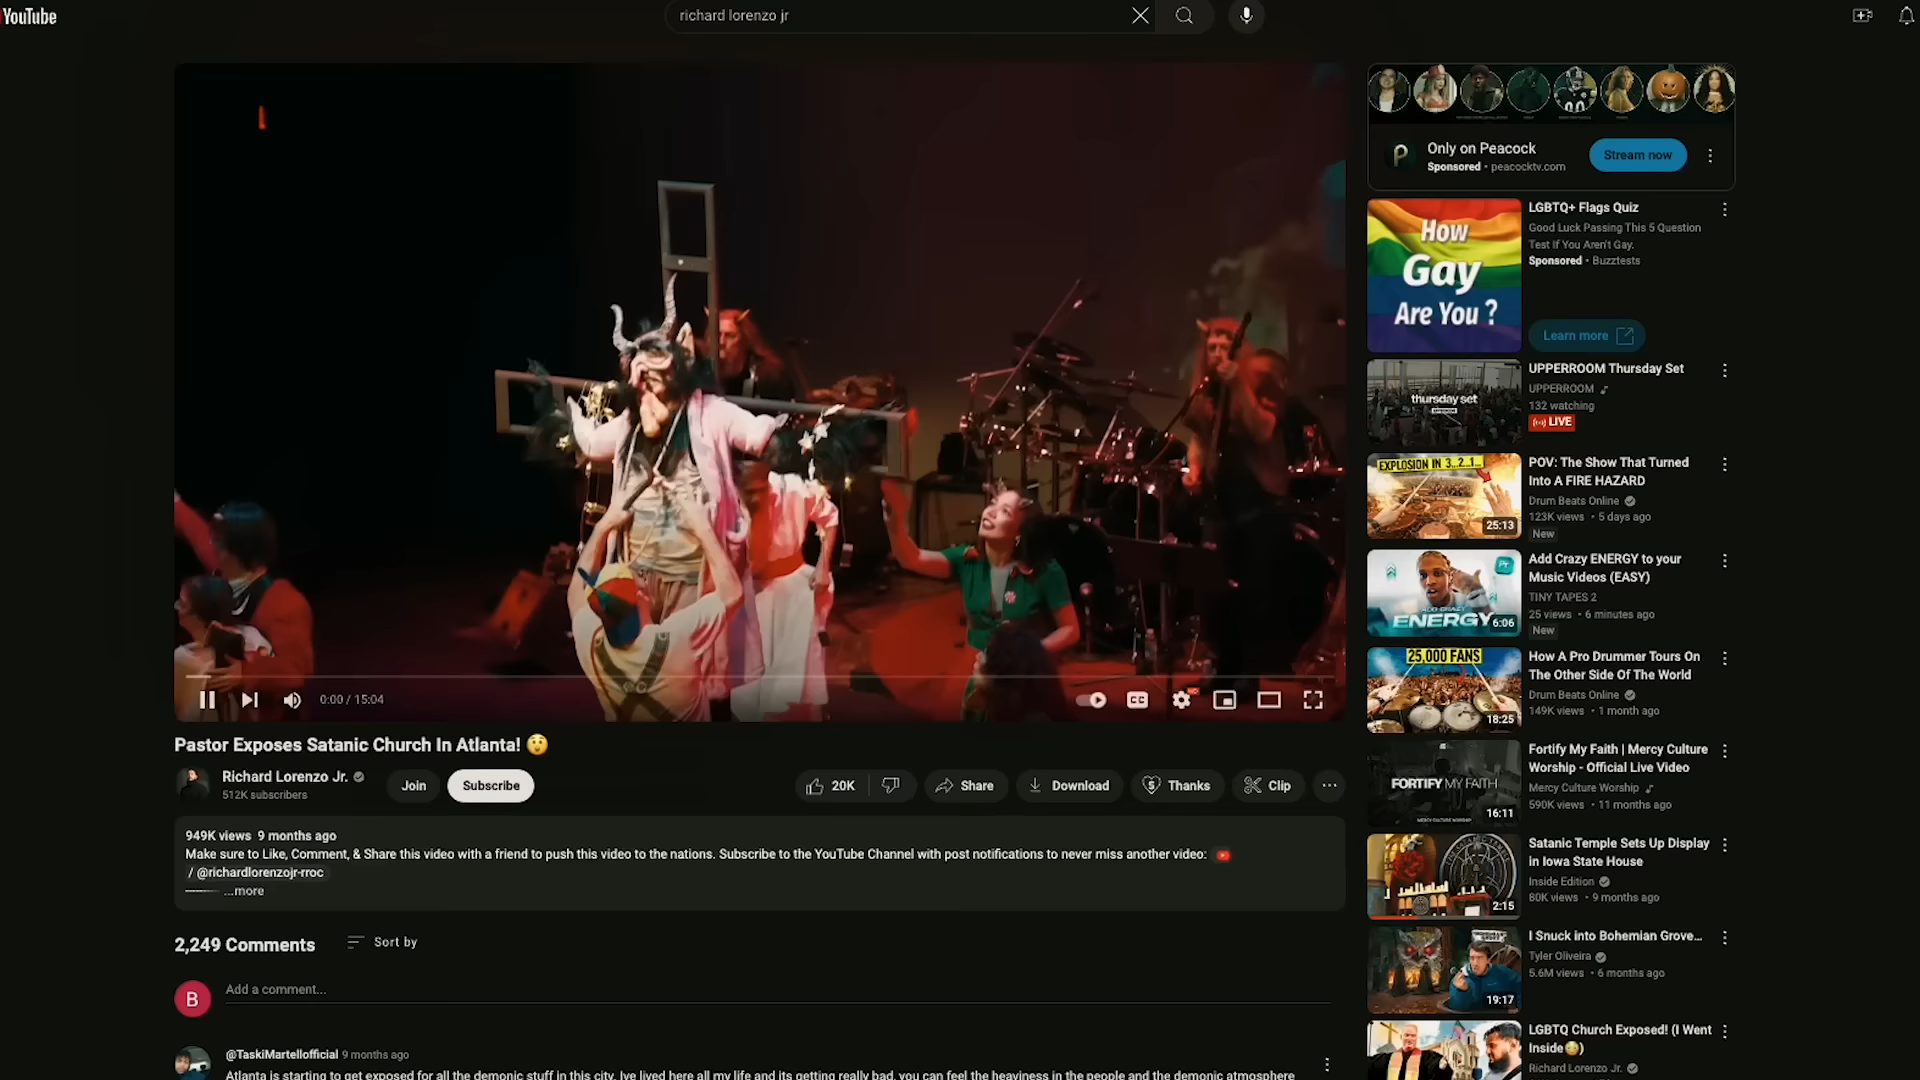 YouTube
richard lorenzo jr
0:00 / 15:04
CC
Pastor Exposes Satanic Church In Atlanta! 😲
Richard Lorenzo Jr.
512K subscribers
Join
Subscribe
20K
Share
Download
Thanks
Clip
949K views 9 months ago
Make sure to Like, Comment, & Share this video with a friend to push this video to the nations. Subscribe to the YouTube Channel with post notifications to never miss another video:
/ @richardlorenzojr-rroc
...more
2,249 Comments
Sort by
B
Add a comment...
@TaskiMartellofficial 9 months ago
Atlanta is starting to get exposed for all the demonic stuff in this city. Ive lived here all my life and its getting really bad, you can feel the heaviness in the people and the demonic atmosphere
Only on Peacock
Sponsored • peacocktv.com
Stream now
How
Gay
Are You ?
LGBTQ+ Flags Quiz
Good Luck Passing This 5 Question
Test If You Aren't Gay.
Sponsored • Buzztests
Learn more
thursday set
UPPERROOM Thursday Set
UPPERROOM
132 watching
LIVE
EXPLOSION IN 3...2...1...
25:13
POV: The Show That Turned
Into A FIRE HAZARD
Drum Beats Online
123K views • 5 days ago
New
Pr
ADD CRAZY
ENERGY
6:06
Add Crazy ENERGY to your
Music Videos (EASY)
TINY TAPES 2
25 views • 6 minutes ago
New
25,000 FANS
18:25
How A Pro Drummer Tours On
The Other Side Of The World
Drum Beats Online
149K views • 1 month ago
FORTIFY MY FAITH
MERCY CULTURE WORSHIP
16:11
Fortify My Faith | Mercy Culture
Worship - Official Live Video
Mercy Culture Worship
590K views • 11 months ago
2:15
Satanic Temple Sets Up Display
in Iowa State House
Inside Edition
80K views • 9 months ago
19:17
I Snuck into Bohemian Grove…
Tyler Oliveira
5.6M views • 6 months ago
LGBTQ Church Exposed! (I Went
Inside😳)
Richard Lorenzo Jr.